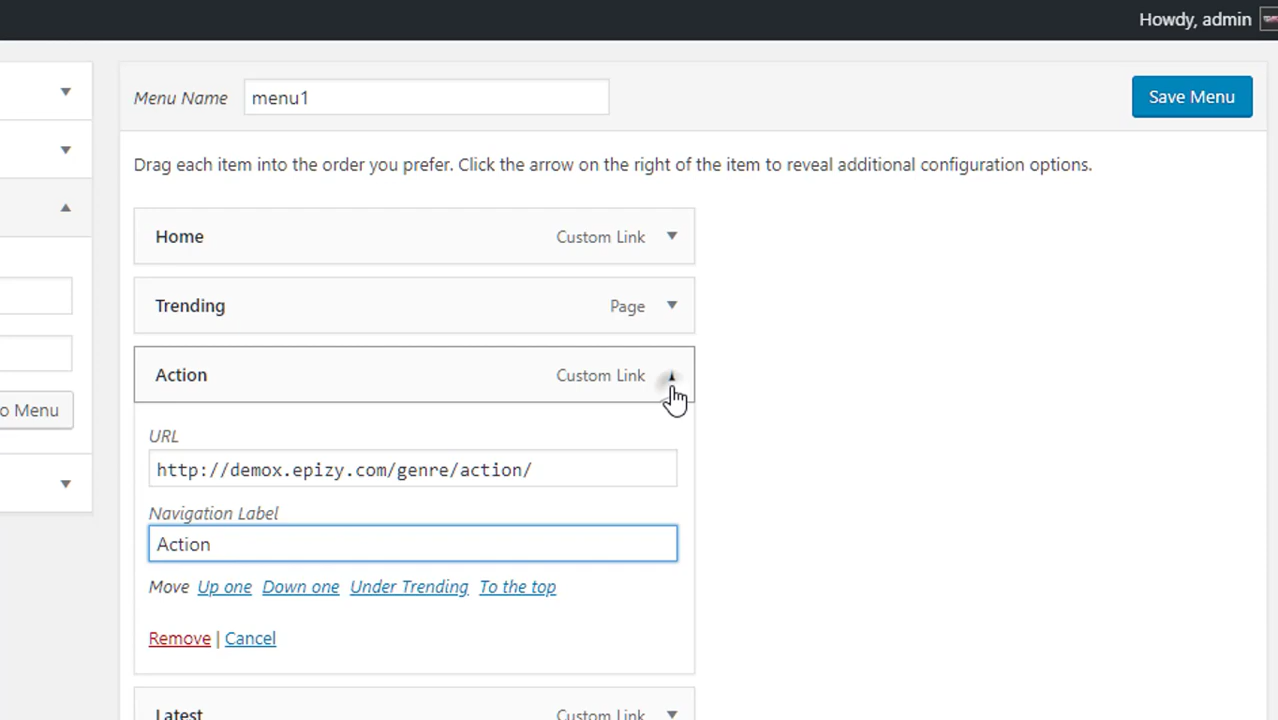 Howdy, admin
Menu Name menu1 Save Menu
Drag each item into the order you prefer. Click the arrow on the right of the item to reveal additional configuration options.
Home Custom Link
Trending Page
Action Custom Link
o Menu
URL
http://demox.epizy.com/genre/action/
Navigation Label
Action
Move Up one Down one Under Trending To the top
Remove | Cancel
Latest Custom Link